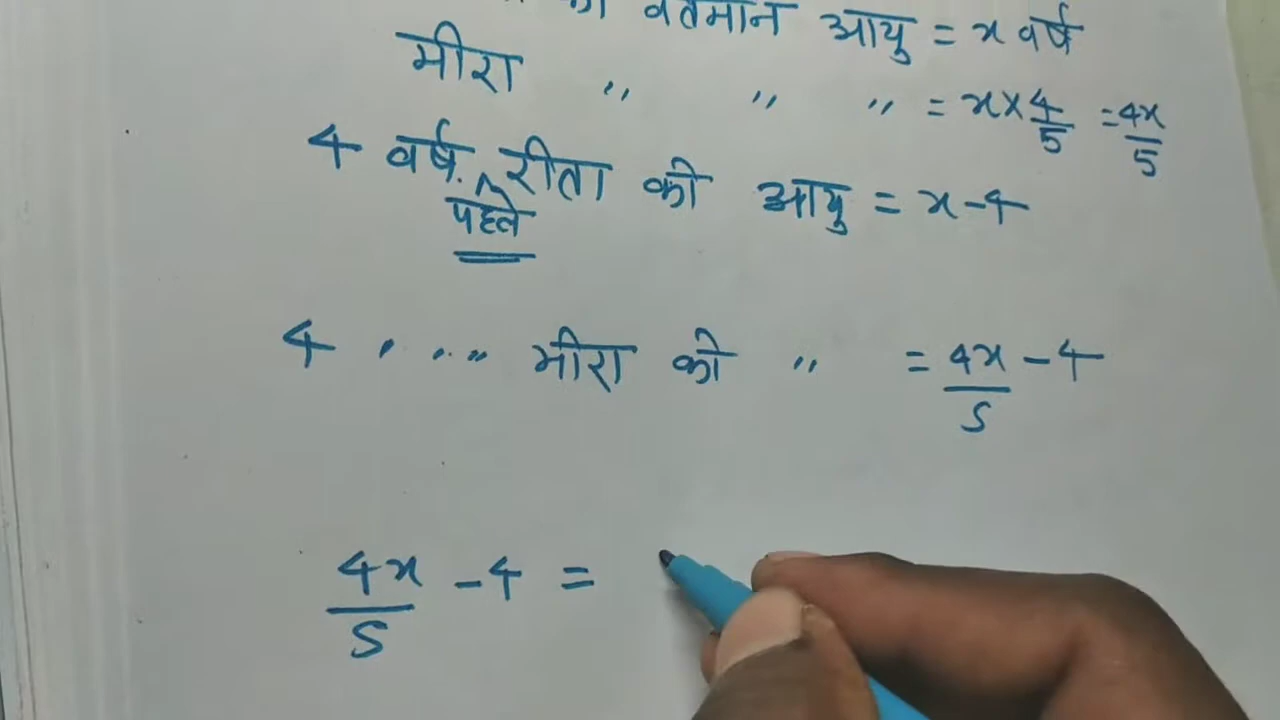 की वर्तमान आयु = x वर्ष
मीरा " " " = x × 4/5 = 4x/5
4 वर्ष पहले रीता की आयु = x - 4
4 " " " मीरा की " = 4x/5 - 4
4x/5 - 4 =